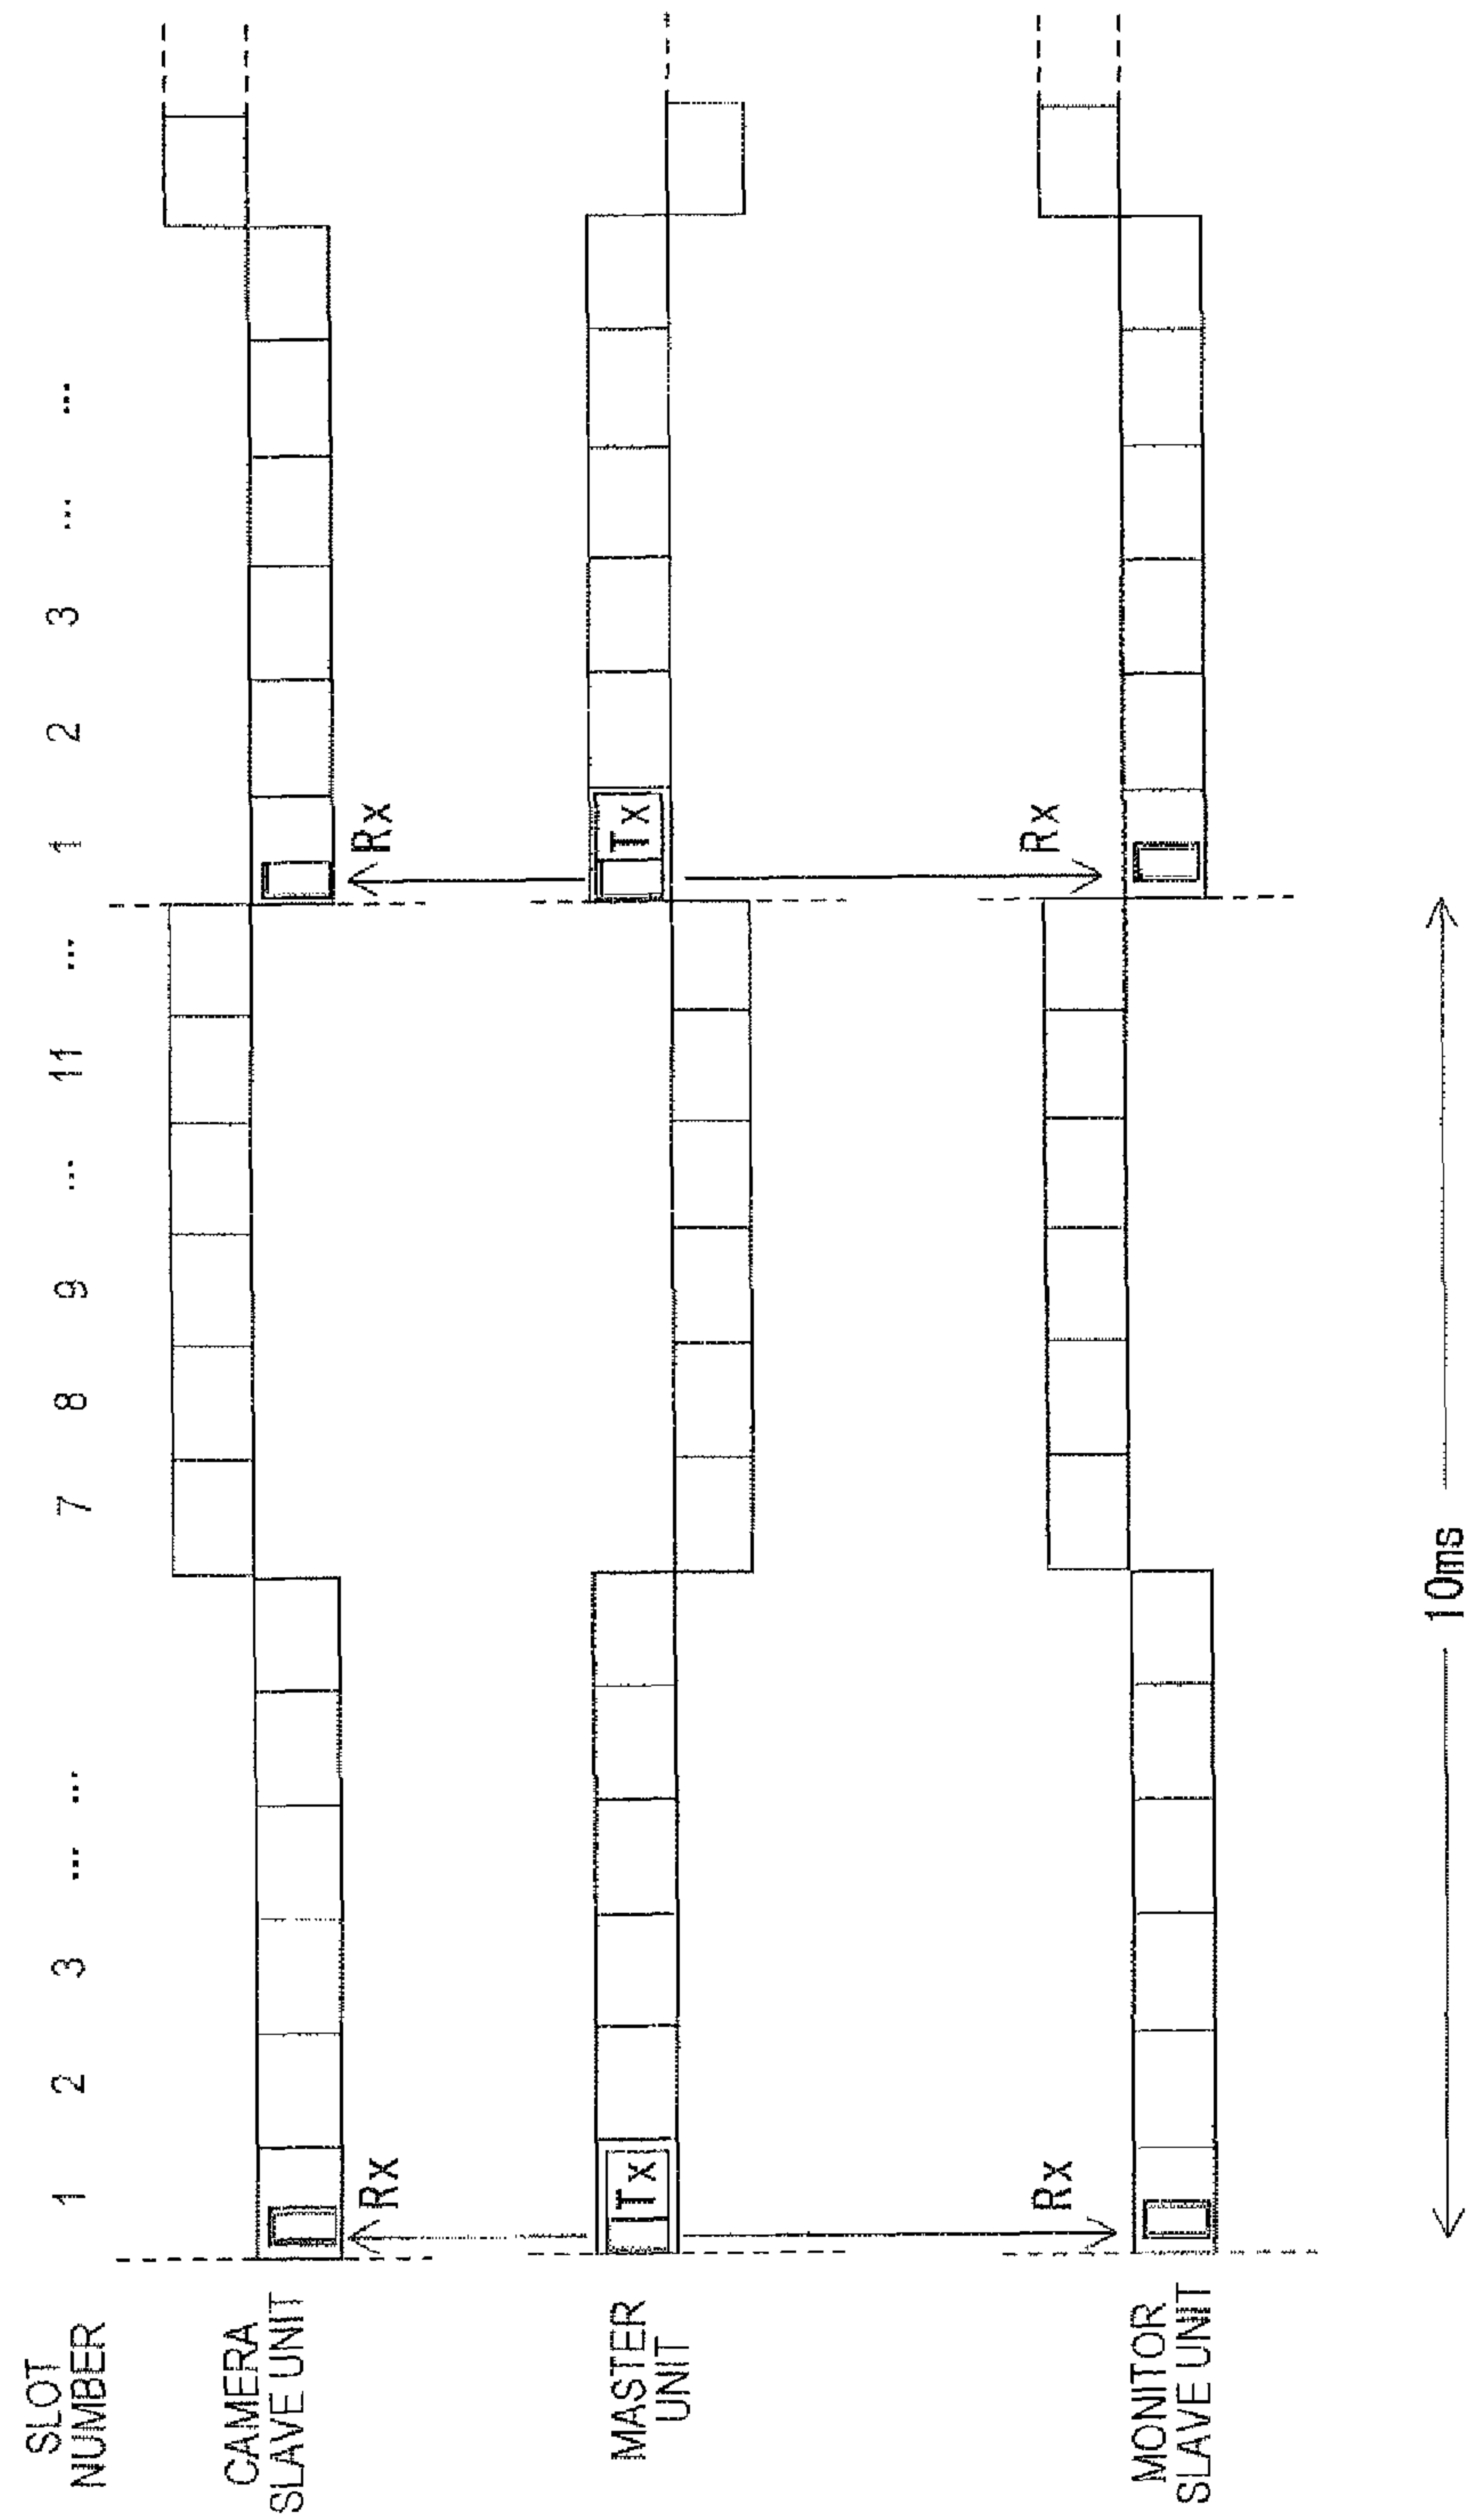 SLOT
NUMBER
1 2 3 ... ... 7 8 9 ... 11 ... 1 2 3 ... ...
CAMERA
SLAVE UNIT
Rx
Rx
MASTER
UNIT
Tx
Tx
MONITOR
SLAVE UNIT
Rx
Rx
10ms